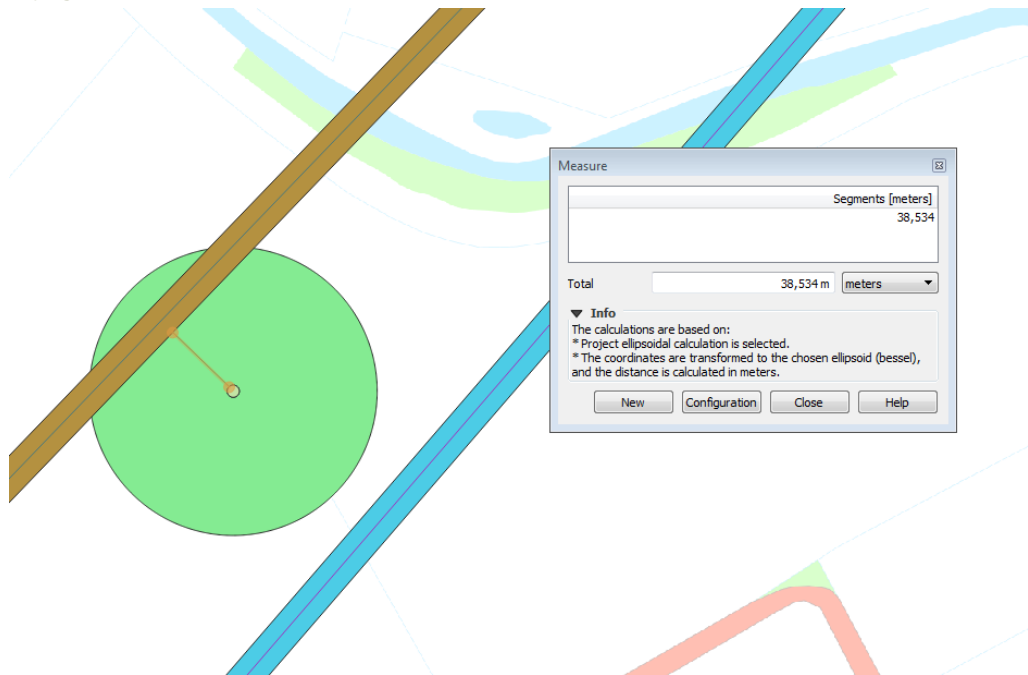 Measure
Segments [meters]
38,534
Total 38,534 m meters
Info
The calculations are based on:
* Project ellipsoidal calculation is selected.
* The coordinates are transformed to the chosen ellipsoid (bessel),
and the distance is calculated in meters.
New Configuration Close Help